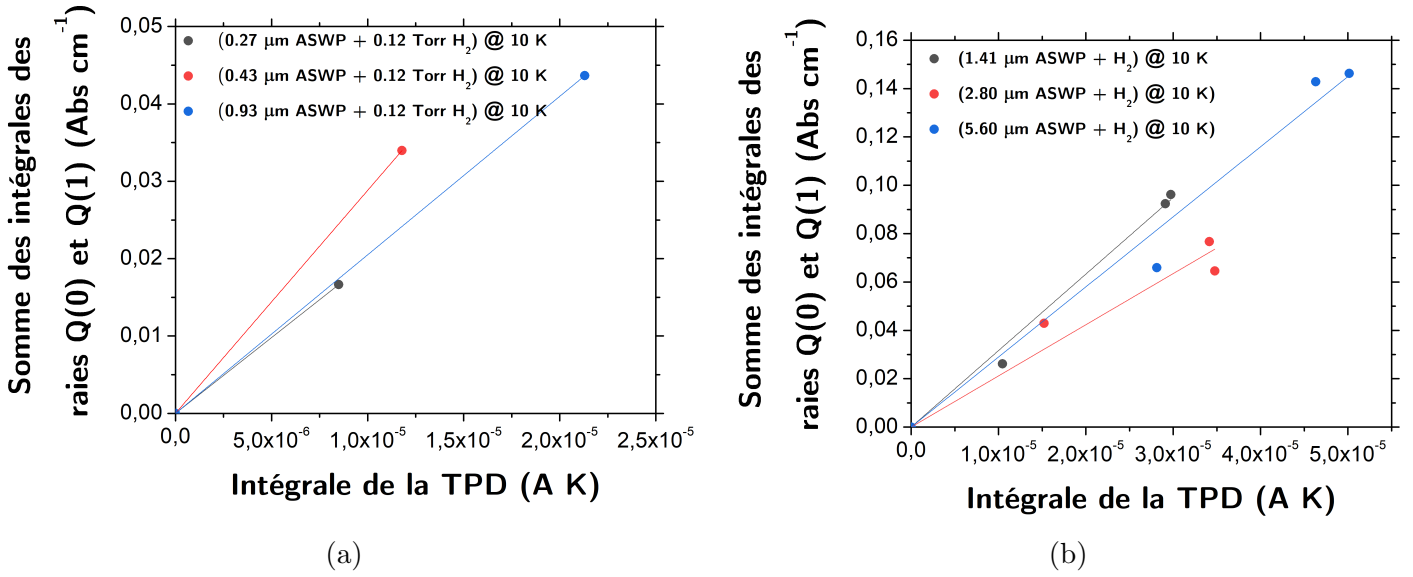 Somme des intégrales des
raies Q(0) et Q(1) (Abs cm-1)
0,05
0,04
0,03
0,02
0,01
0,00
(0.27 µm ASWP + 0.12 Torr H2) @ 10 K
(0.43 µm ASWP + 0.12 Torr H2) @ 10 K
(0.93 µm ASWP + 0.12 Torr H2) @ 10 K
0,0 5,0x10-6 1,0x10-5 1,5x10-5 2,0x10-5 2,5x10-5
Intégrale de la TPD (A K)
(a)
Somme des intégrales des
raies Q(0) et Q(1) (Abs cm-1)
0,16
0,14
0,12
0,10
0,08
0,06
0,04
0,02
0,00
(1.41 µm ASWP + H2) @ 10 K
(2.80 µm ASWP + H2) @ 10 K)
(5.60 µm ASWP + H2) @ 10 K)
0,0 1,0x10-5 2,0x10-5 3,0x10-5 4,0x10-5 5,0x10-5
Intégrale de la TPD (A K)
(b)